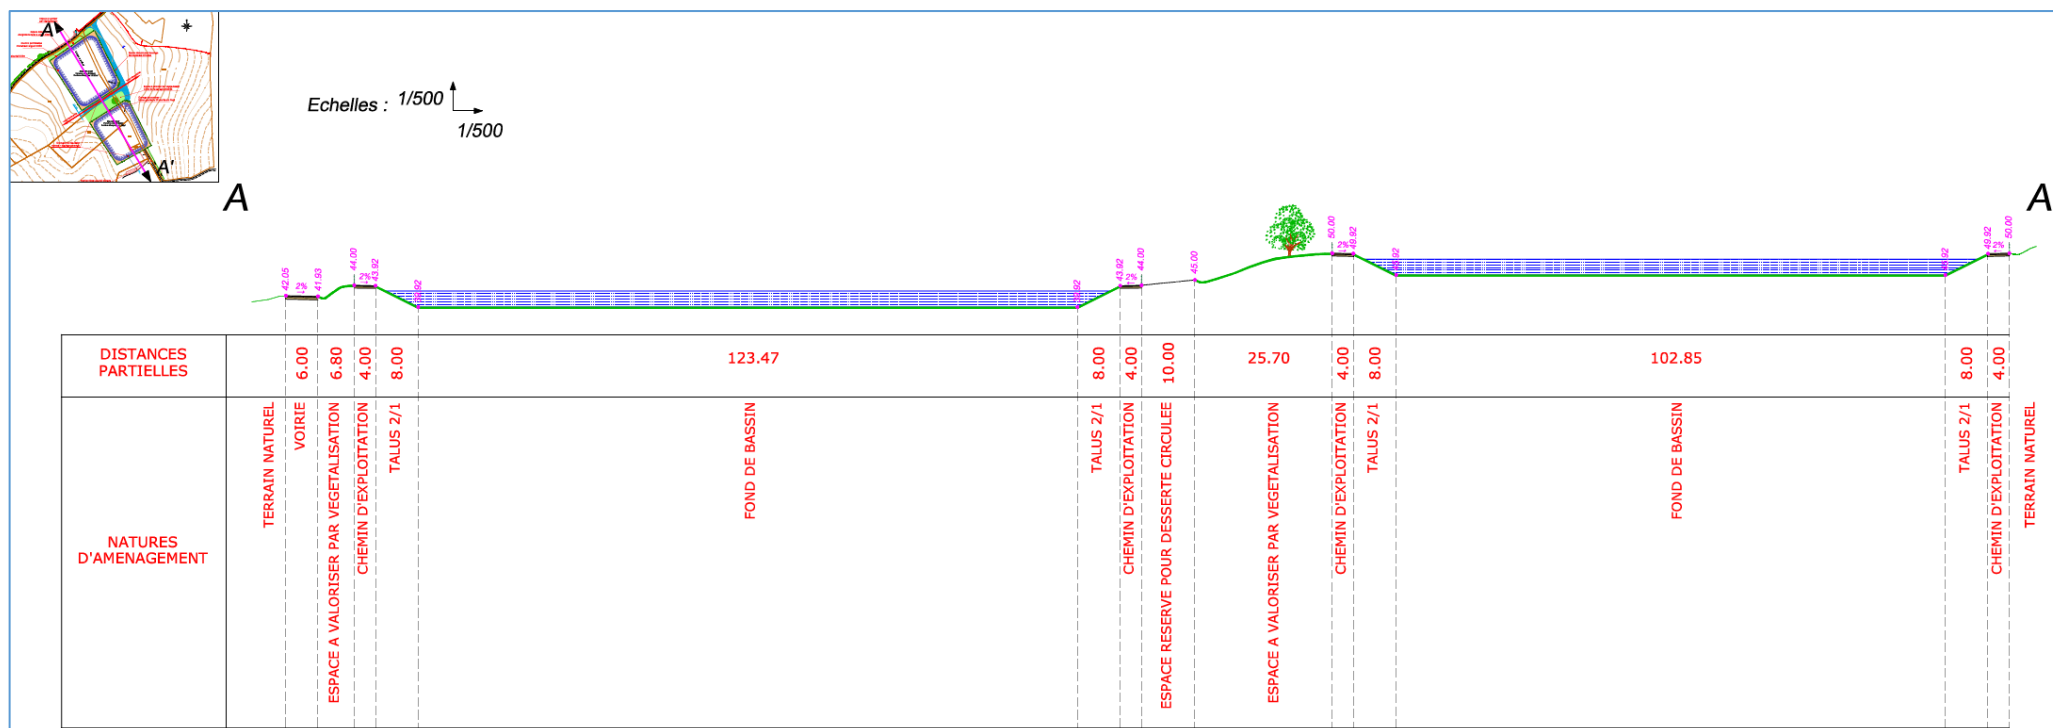 A
A'
Echelles : 1/500
1/500
A
A
42.05
2%
41.93
44.00
2%
43.92
43.92
2%
44.00
45.00
50.00
2%
49.92
49.92
2%
50.00
DISTANCES
PARTIELLES
6.00
6.80
4.00
8.00
123.47
8.00
4.00
10.00
25.70
4.00
8.00
102.85
8.00
4.00
NATURES
D'AMENAGEMENT
TERRAIN NATUREL
VOIRIE
ESPACE A VALORISER PAR VEGETALISATION
CHEMIN D'EXPLOITATION
TALUS 2/1
FOND DE BASSIN
TALUS 2/1
CHEMIN D'EXPLOITATION
ESPACE RESERVE POUR DESSERTE CIRCULEE
ESPACE A VALORISER PAR VEGETALISATION
CHEMIN D'EXPLOITATION
TALUS 2/1
FOND DE BASSIN
TALUS 2/1
CHEMIN D'EXPLOITATION
TERRAIN NATUREL